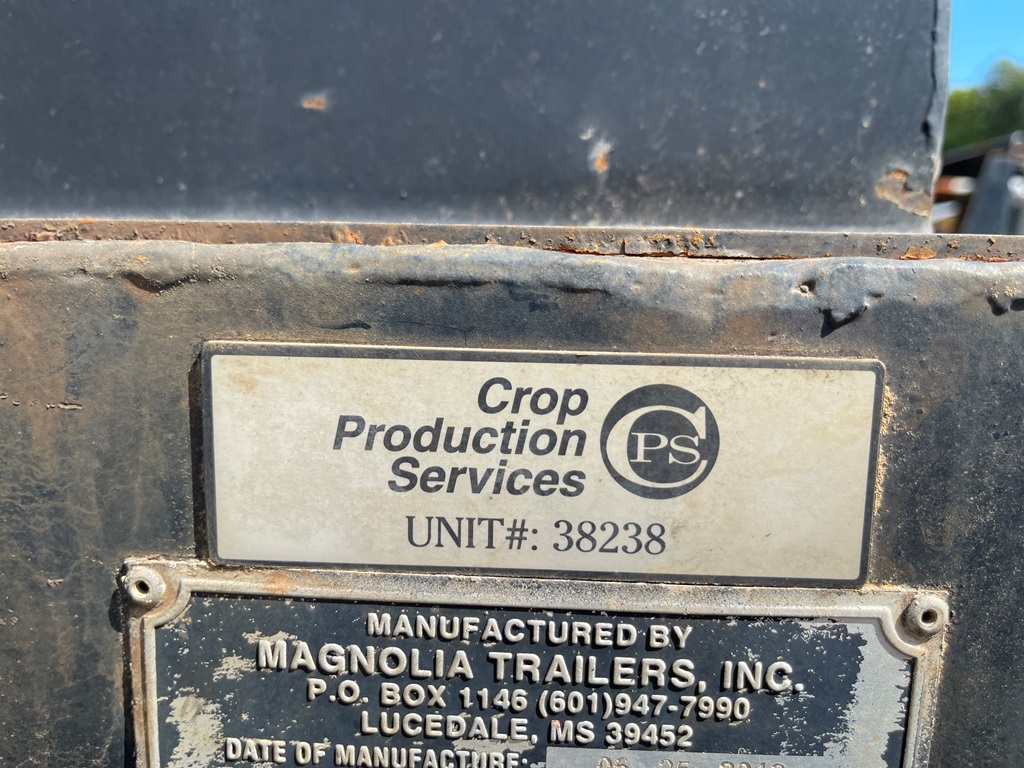 Crop
Production
Services
CPS
UNIT#: 38238
MANUFACTURED BY
MAGNOLIA TRAILERS, INC.
P.O. BOX 1146 (601)947-7990
LUCEDALE, MS 39452
DATE OF MANUFACTURE: